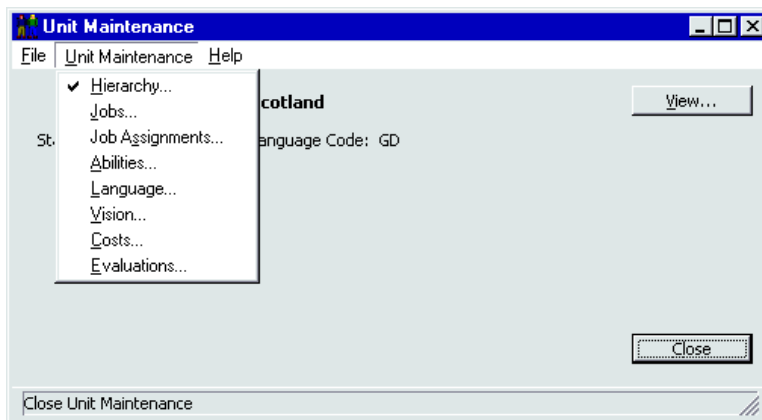 Unit Maintenance
File Unit Maintenance Help
Hierarchy...
Jobs...
Job Assignments...
Abilities...
Language...
Vision...
Costs...
Evaluations...
cotland
View...
St anguage Code: GD
Close
Close Unit Maintenance